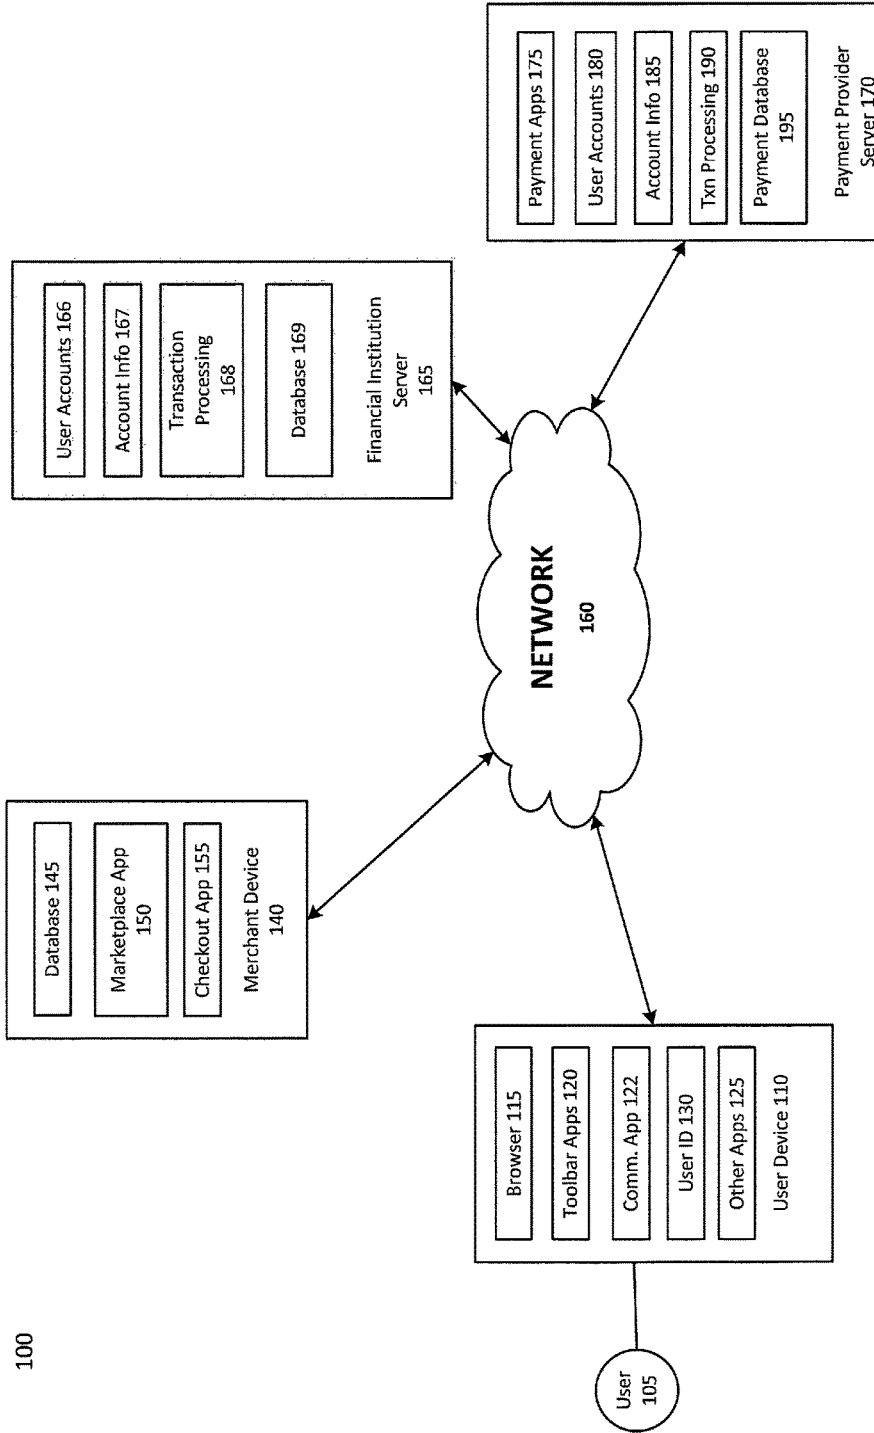 100
User
105
Browser 115
Toolbar Apps 120
Comm. App 122
User ID 130
Other Apps 125
User Device 110
Database 145
Marketplace App
150
Checkout App 155
Merchant Device
140
NETWORK
160
User Accounts 166
Account Info 167
Transaction
Processing
168
Database 169
Financial Institution
Server
165
Payment Apps 175
User Accounts 180
Account Info 185
Txn Processing 190
Payment Database
195
Payment Provider
Server 170